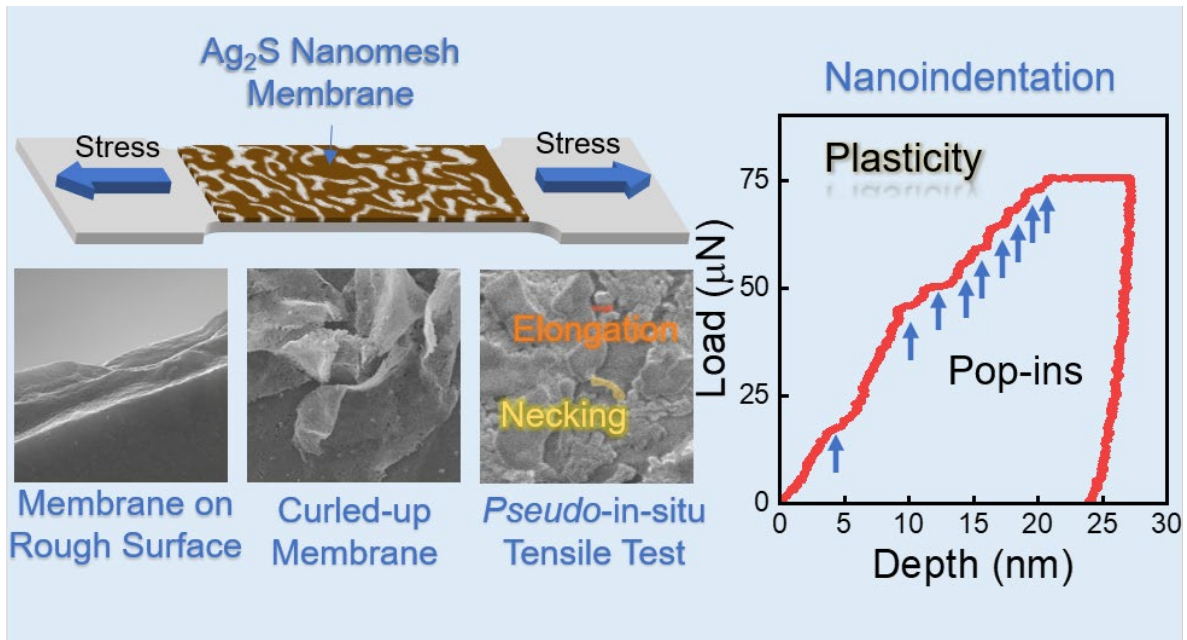 Ag₂S Nanomesh
Membrane
Stress
Stress
Elongation
Necking
Membrane on
Rough Surface
Curled-up
Membrane
Pseudo-in-situ
Tensile Test
Nanoindentation
Plasticity
Pop-ins
Load (μN)
75
50
25
0
0 5 10 15 20 25 30
Depth (nm)